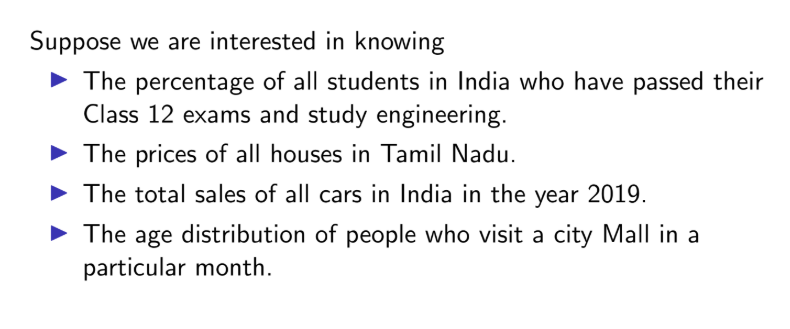 Suppose we are interested in knowing
▶ The percentage of all students in India who have passed their
Class 12 exams and study engineering.
▶ The prices of all houses in Tamil Nadu.
▶ The total sales of all cars in India in the year 2019.
▶ The age distribution of people who visit a city Mall in a
particular month.